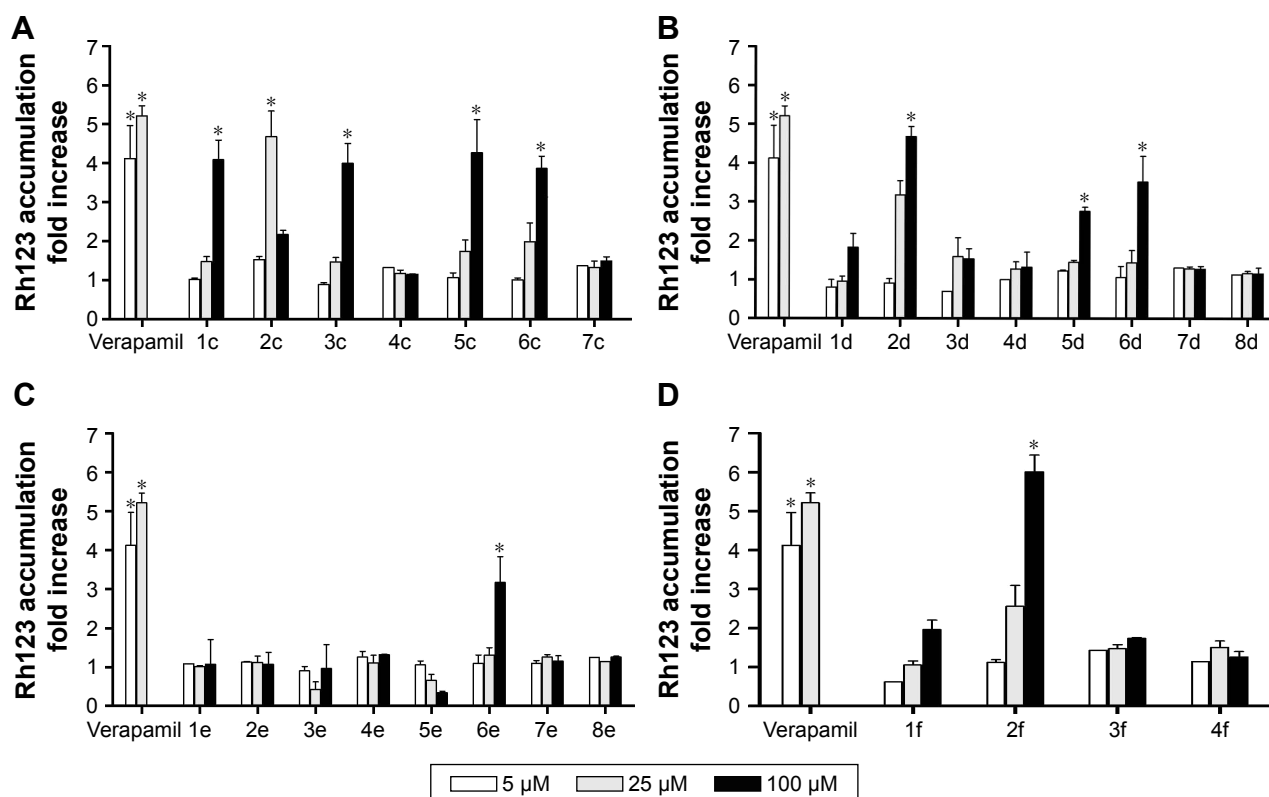 A
Rh123 accumulation
fold increase
7
6
5
4
3
2
1
0
* * * * * * *
Verapamil 1c 2c 3c 4c 5c 6c 7c
B
Rh123 accumulation
fold increase
7
6
5
4
3
2
1
0
* * * * *
Verapamil 1d 2d 3d 4d 5d 6d 7d 8d
C
Rh123 accumulation
fold increase
7
6
5
4
3
2
1
0
* * *
Verapamil 1e 2e 3e 4e 5e 6e 7e 8e
D
Rh123 accumulation
fold increase
7
6
5
4
3
2
1
0
* * *
Verapamil 1f 2f 3f 4f
5 μM 25 μM 100 μM